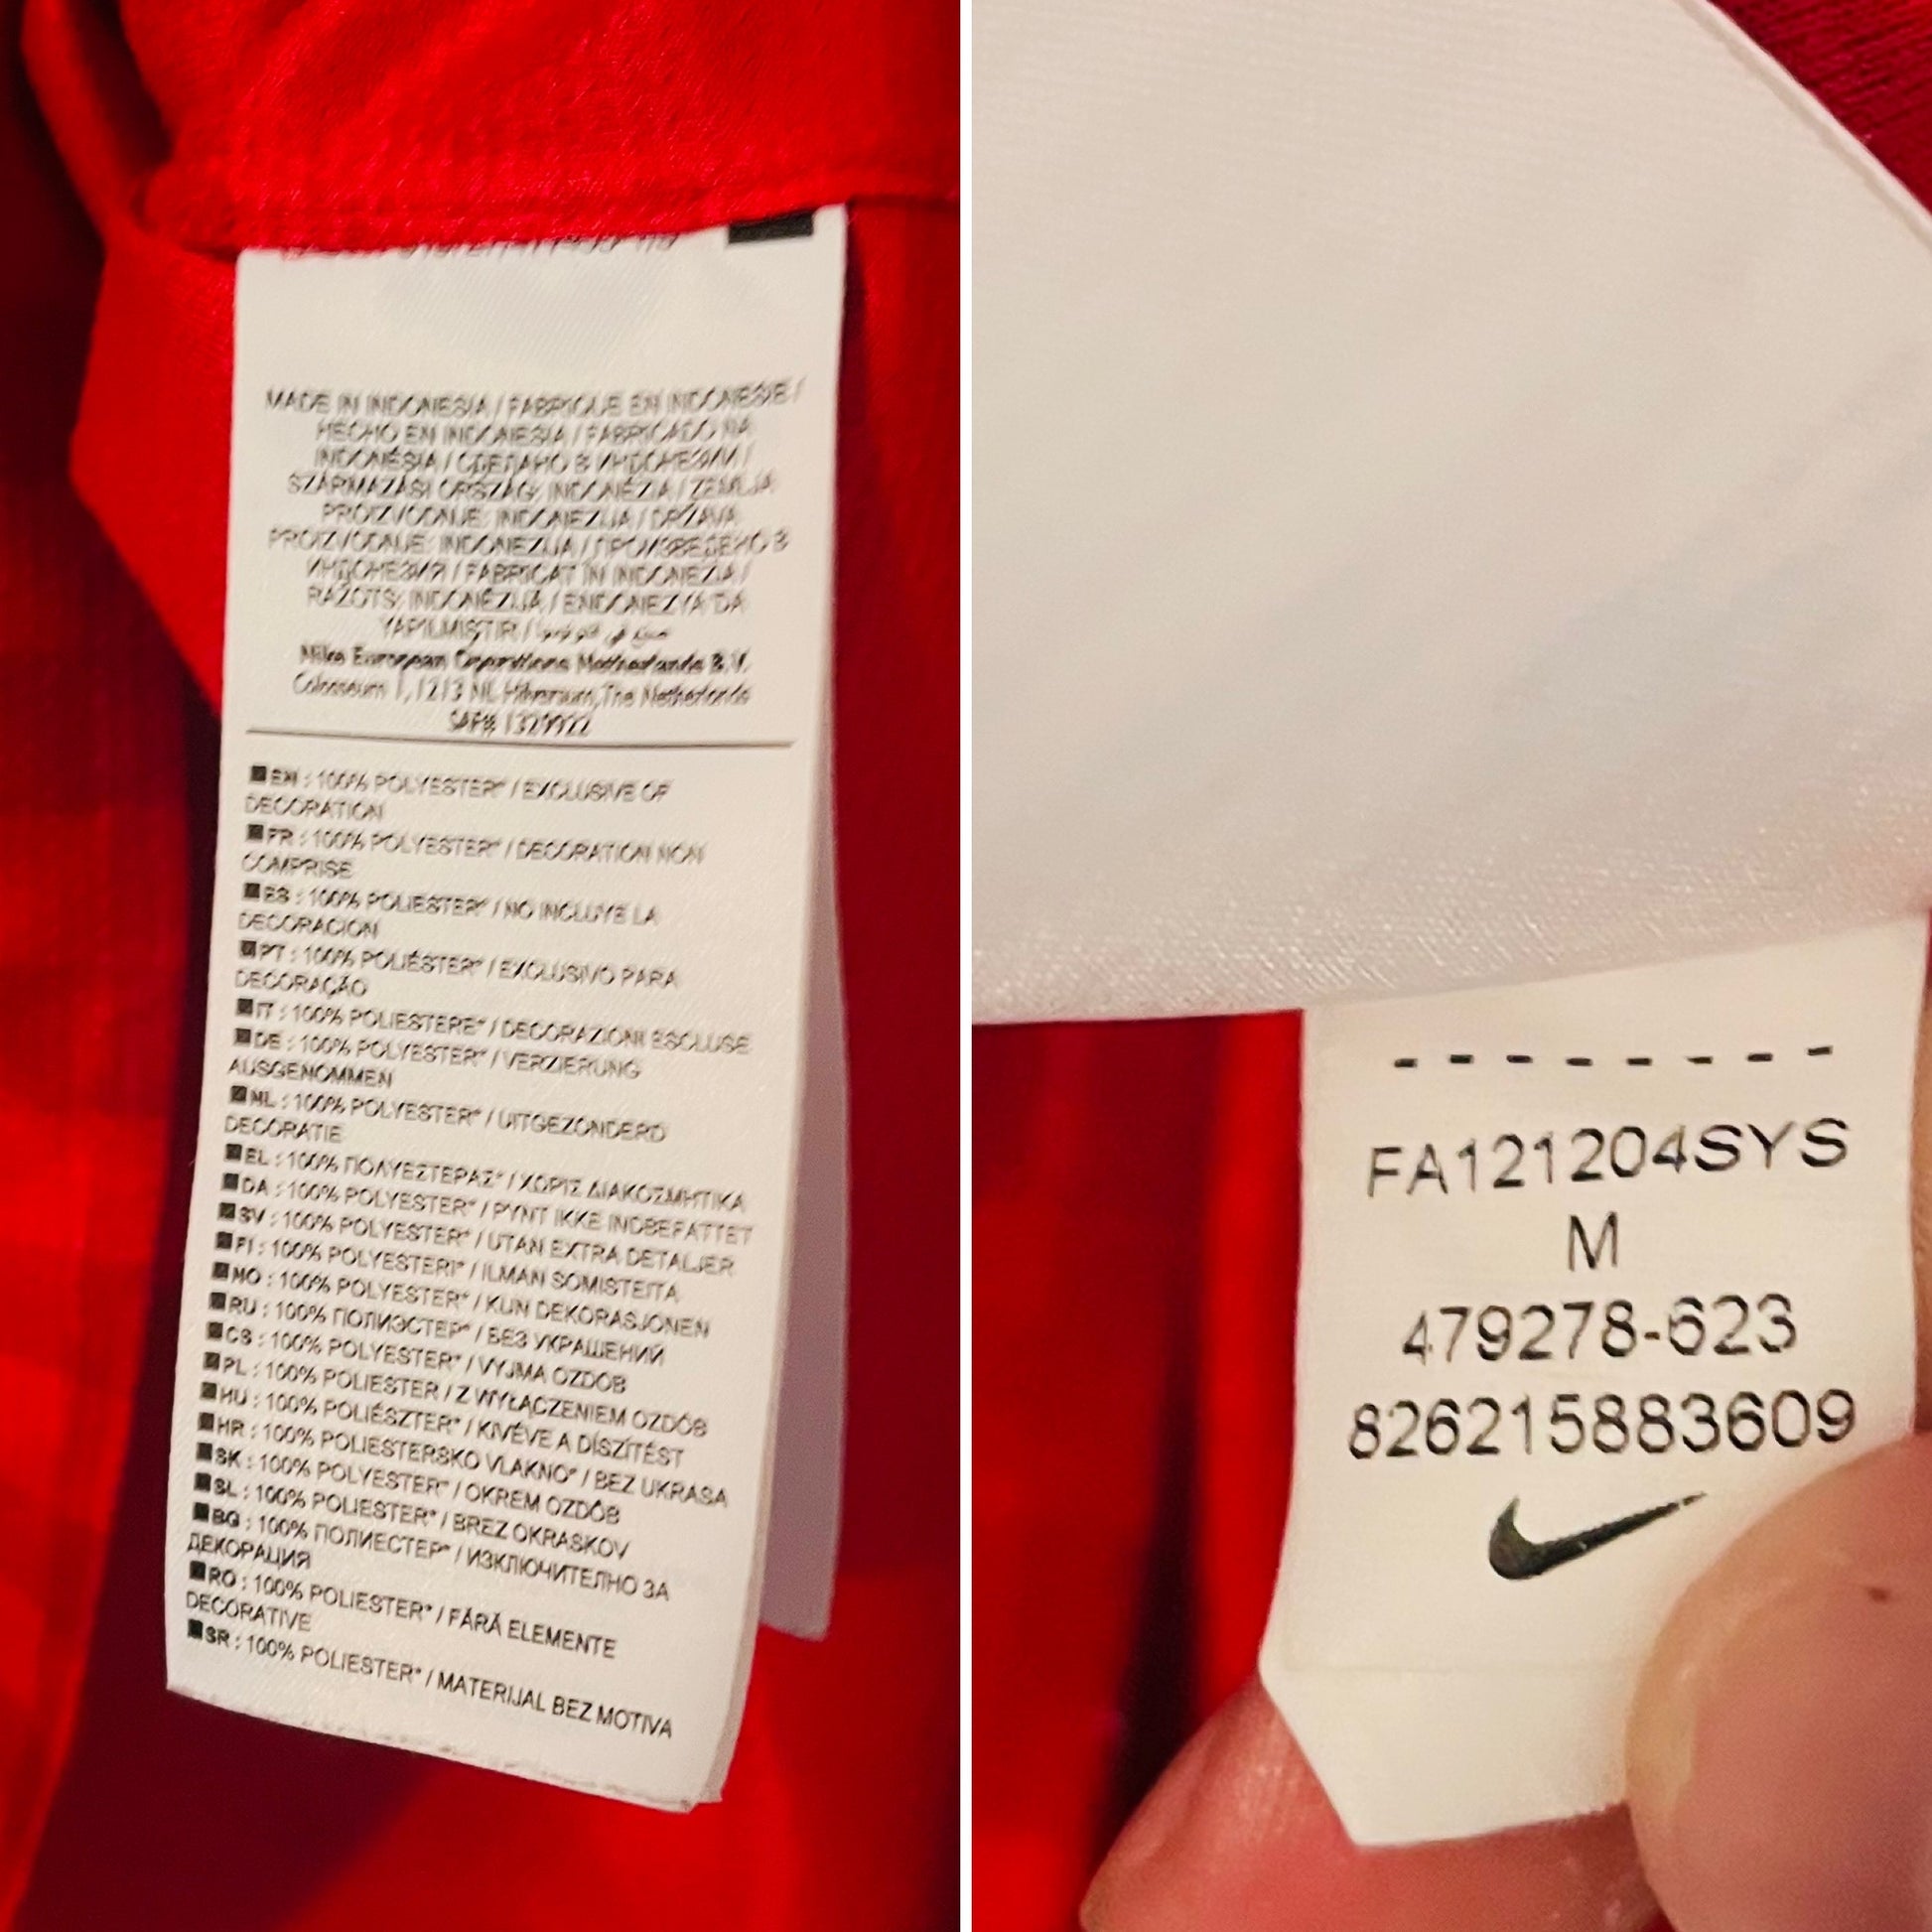 MADE IN INDONESIA / FABRIQUE EN INDONESIE /
HECHO EN INDONESIA / FABRICADO NA
INDONÉSIA / СДЕЛАНО В ИНДОНЕЗИИ /
SZÁRMAZÁSI ORSZÁG: INDONÉZIA / ZEMLJA
PROIZVODNJE: INDONEZIJA / DRŽAVA
PROIZVODNJE: INDONEZIJA / ПРОИЗВЕДЕНО В
ИНДОНЕЗИЯ / FABRICAT ÎN INDONEZIA /
RAŽOTS: INDONĒZIJĀ / ENDONEZYA'DA
YAPILMIŞTIR /
Nike European Operations Netherlands B.V.
Colosseum 1, 1213 NL Hilversum, The Netherlands
SAP# 1329922
EN : 100% POLYESTER* / EXCLUSIVE OF
DECORATION
FR : 100% POLYESTER* / DECORATION NON
COMPRISE
ES : 100% POLIESTER* / NO INCLUYE LA
DECORACION
PT : 100% POLIÉSTER* / EXCLUSIVO PARA
DECORAÇÃO
IT : 100% POLIESTERE* / DECORAZIONI ESCLUSE
DE : 100% POLYESTER* / VERZIERUNG
AUSGENOMMEN
NL : 100% POLYESTER* / UITGEZONDERD
DECORATIE
EL : 100% ΠΟΛΥΕΣΤΕΡΑΣ* / ΧΩΡΙΣ ΔΙΑΚΟΣΜΗΤΙΚΑ
DA : 100% POLYESTER* / PYNT IKKE INDBEFATTET
SV : 100% POLYESTER* / UTAN EXTRA DETALJER
FI : 100% POLYESTERI* / ILMAN SOMISTEITA
NO : 100% POLYESTER* / KUN DEKORASJONEN
RU : 100% ПОЛИЭСТЕР* / БЕЗ УКРАШЕНИЙ
CS : 100% POLYESTER* / VYJMA OZDOB
PL : 100% POLIESTER / Z WYŁĄCZENIEM OZDÓB
HU : 100% POLIÉSZTER* / KIVÉVE A DÍSZÍTÉST
HR : 100% POLIESTERSKO VLAKNO* / BEZ UKRASA
SK : 100% POLYESTER* / OKREM OZDÔB
SL : 100% POLIESTER* / BREZ OKRASKOV
BG : 100% ПОЛИЕСТЕР* / ИЗКЛЮЧИТЕЛНО ЗА
ДЕКОРАЦИЯ
RO : 100% POLIESTER* / FĂRĂ ELEMENTE
DECORATIVE
SR : 100% POLIESTER* / MATERIJAL BEZ MOTIVA
FA121204SYS
M
479278-623
826215883609